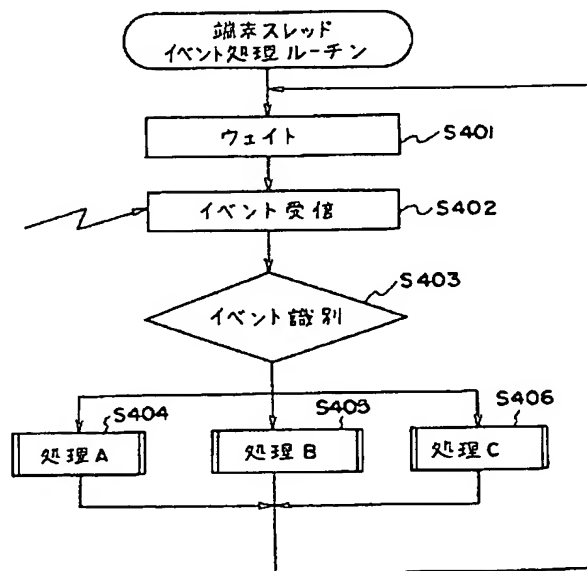 端末スレッド
イベント処理ルーチン
ウェイト
S401
イベント受信
S402
S403
イベント識別
S404
S405
S406
処理A
処理B
処理C